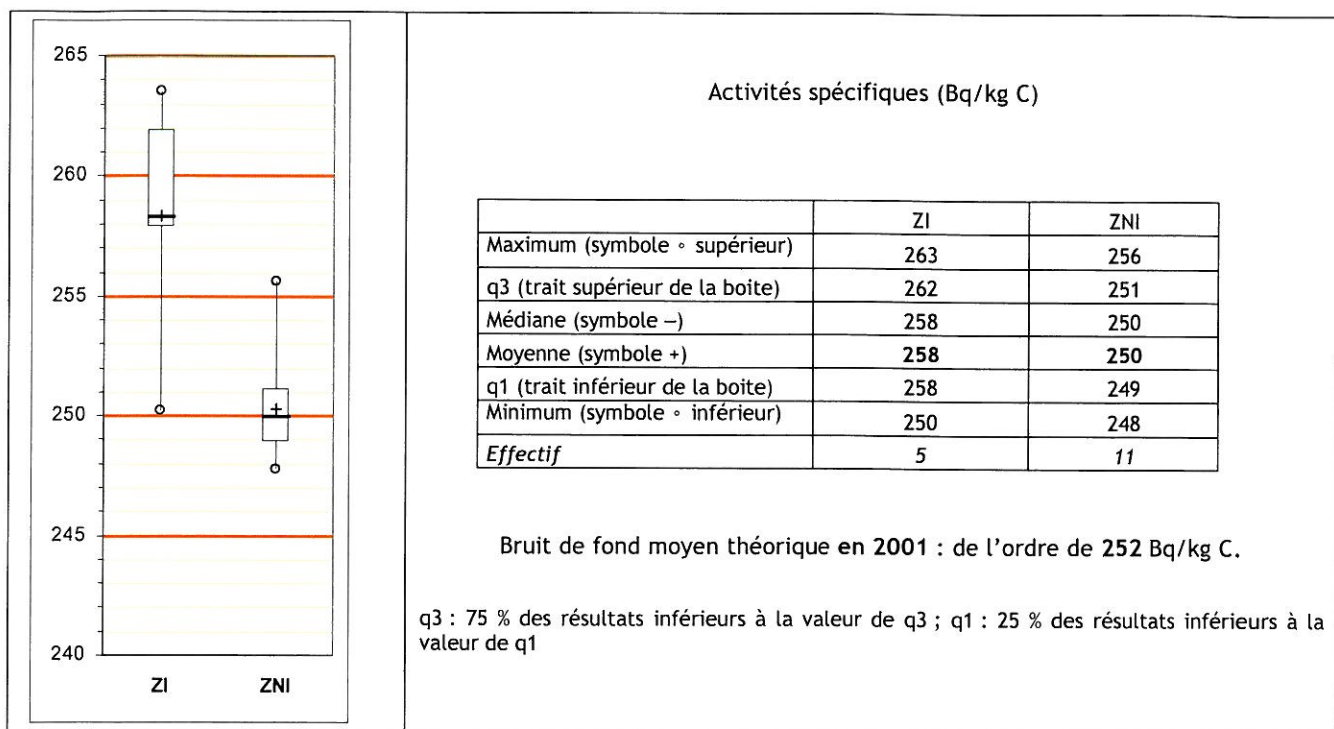 265
260
255
250
245
240
ZI ZNI
Activités spécifiques (Bq/kg C)
ZI ZNI
Maximum (symbole ∘ supérieur) 263 256
q3 (trait supérieur de la boite) 262 251
Médiane (symbole –) 258 250
Moyenne (symbole +) 258 250
q1 (trait inférieur de la boite) 258 249
Minimum (symbole ∘ inférieur) 250 248
Effectif 5 11
Bruit de fond moyen théorique en 2001 : de l'ordre de 252 Bq/kg C.
q3 : 75 % des résultats inférieurs à la valeur de q3 ; q1 : 25 % des résultats inférieurs à la
valeur de q1